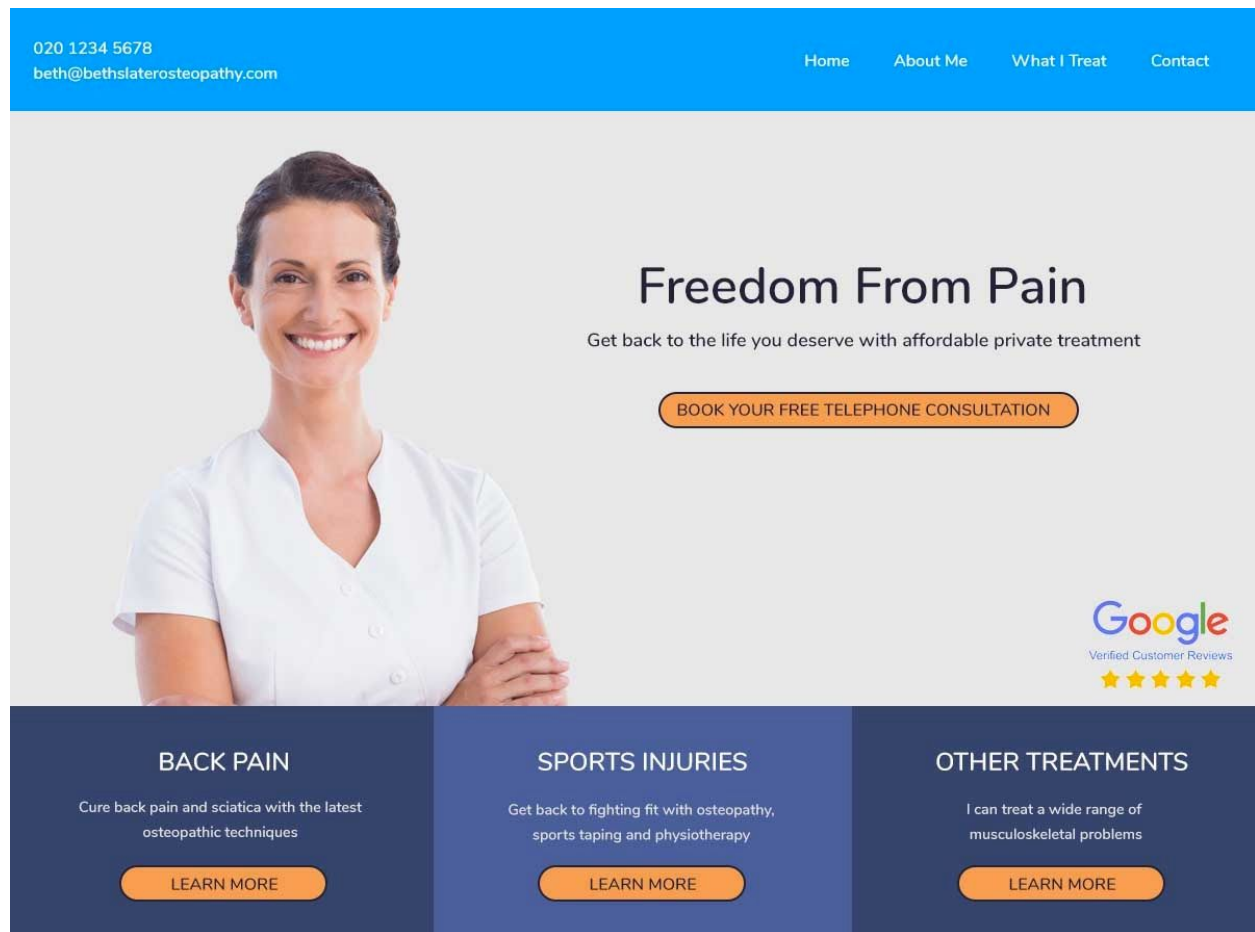 020 1234 5678
beth@bethslaterosteopathy.com
Home
About Me
What I Treat
Contact
Freedom From Pain
Get back to the life you deserve with affordable private treatment
BOOK YOUR FREE TELEPHONE CONSULTATION
Google
Verified Customer Reviews
BACK PAIN
Cure back pain and sciatica with the latest
osteopathic techniques
LEARN MORE
SPORTS INJURIES
Get back to fighting fit with osteopathy,
sports taping and physiotherapy
LEARN MORE
OTHER TREATMENTS
I can treat a wide range of
musculoskeletal problems
LEARN MORE